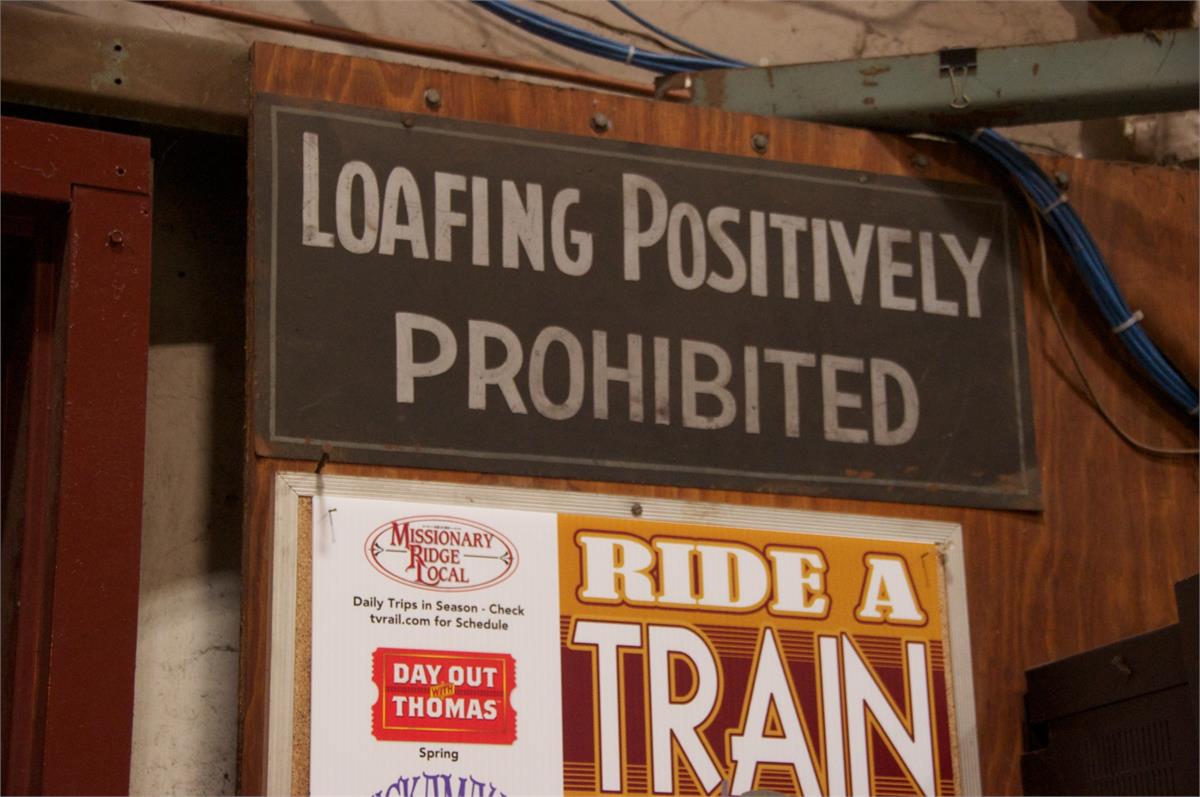 LOAFING POSITIVELY
PROHIBITED
MISSIONARY
RIDGE
LOCAL
Daily Trips in Season - Check
tvrail.com for Schedule
DAY OUT
WITH
THOMAS™
Spring
RIDE A
TRAIN